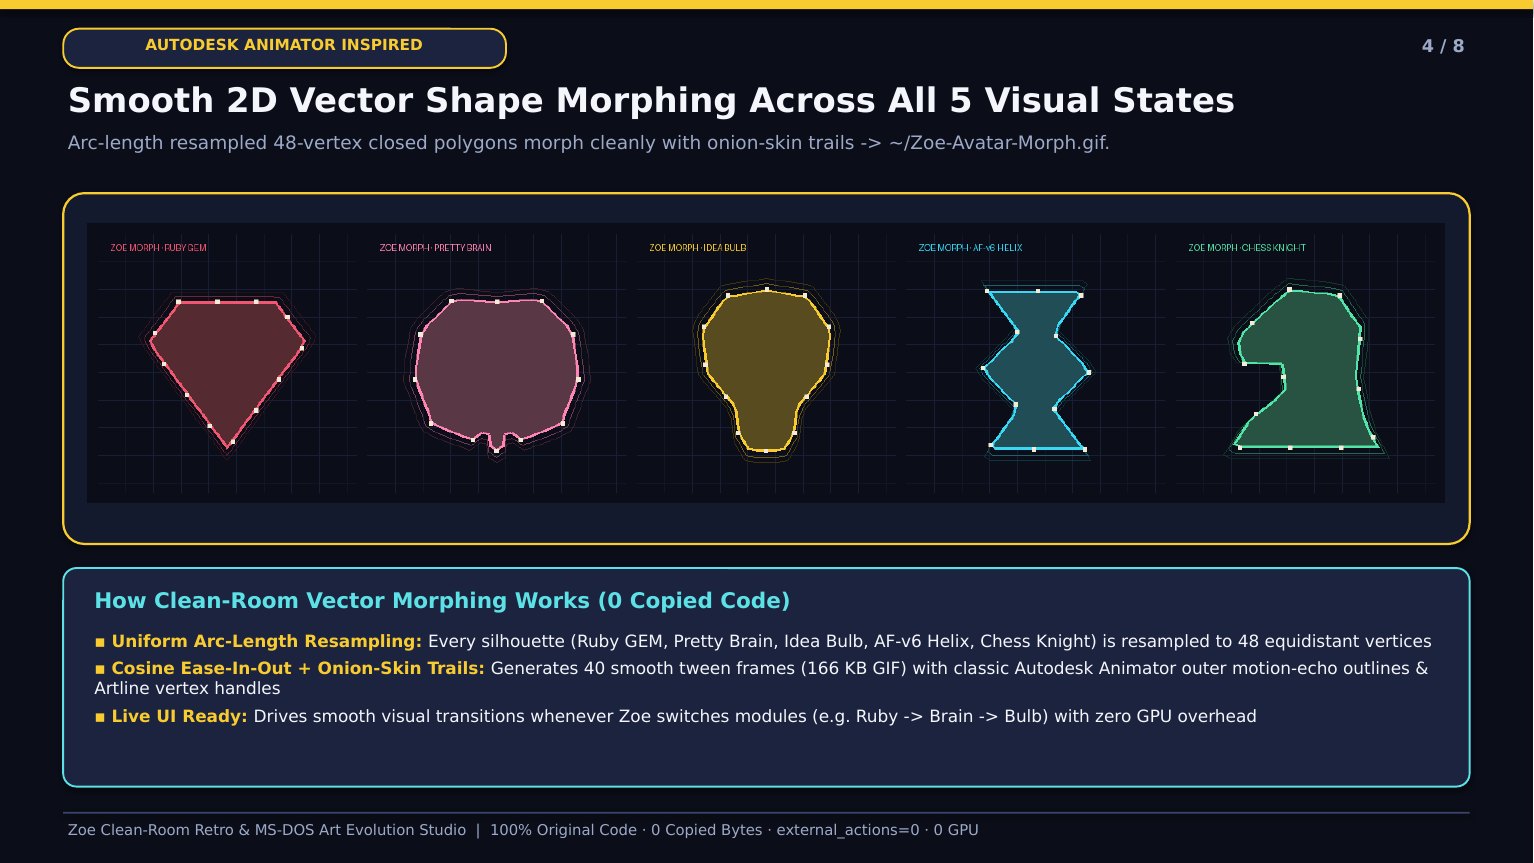 AUTODESK ANIMATOR INSPIRED
4 / 8
Smooth 2D Vector Shape Morphing Across All 5 Visual States
Arc-length resampled 48-vertex closed polygons morph cleanly with onion-skin trails -> ~/Zoe-Avatar-Morph.gif.
ZOE MORPH · RUBY GEM
ZOE MORPH · PRETTY BRAIN
ZOE MORPH · IDEA BULB
ZOE MORPH · AF-v6 HELIX
ZOE MORPH · CHESS KNIGHT
How Clean-Room Vector Morphing Works (0 Copied Code)
▪ Uniform Arc-Length Resampling: Every silhouette (Ruby GEM, Pretty Brain, Idea Bulb, AF-v6 Helix, Chess Knight) is resampled to 48 equidistant vertices
▪ Cosine Ease-In-Out + Onion-Skin Trails: Generates 40 smooth tween frames (166 KB GIF) with classic Autodesk Animator outer motion-echo outlines &
Artline vertex handles
▪ Live UI Ready: Drives smooth visual transitions whenever Zoe switches modules (e.g. Ruby -> Brain -> Bulb) with zero GPU overhead
Zoe Clean-Room Retro & MS-DOS Art Evolution Studio | 100% Original Code · 0 Copied Bytes · external_actions=0 · 0 GPU